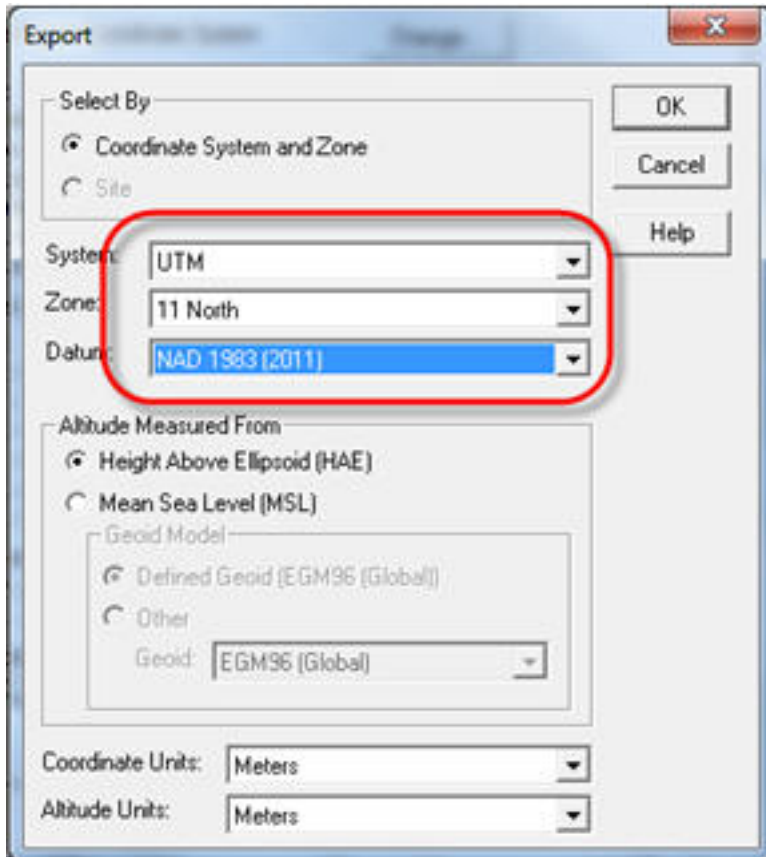 Export
Select By
OK
Coordinate System and Zone
Cancel
Site
Help
System: UTM
Zone: 11 North
Datum: NAD 1983 (2011)
Altitude Measured From
Height Above Ellipsoid (HAE)
Mean Sea Level (MSL)
Geoid Model
Defined Geoid (EGM96 (Global))
Other
Geoid: EGM96 (Global)
Coordinate Units: Meters
Altitude Units: Meters